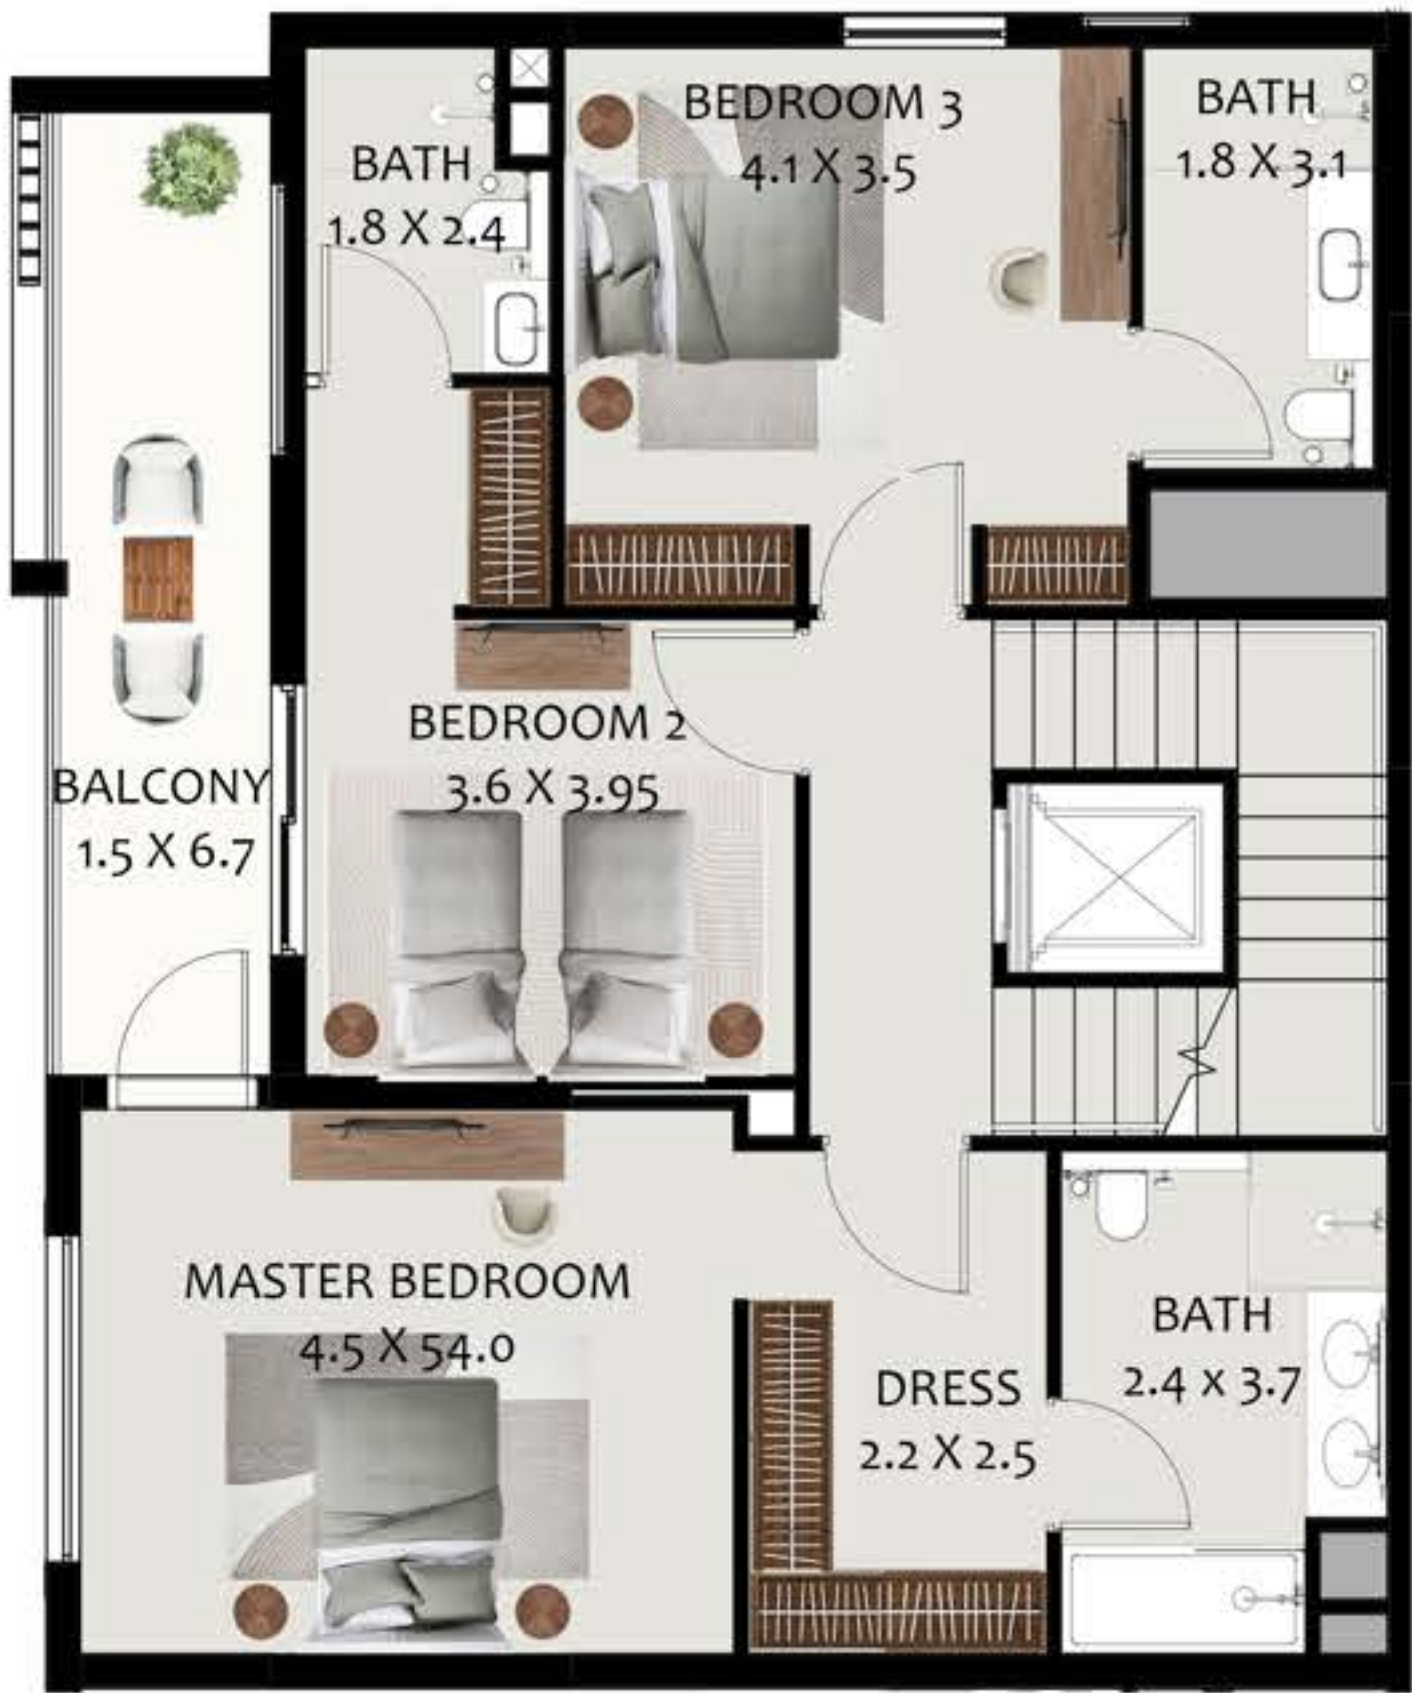 BEDROOM 3
4.1 X 3.5
BATH
1.8 X 3.1
BATH
1.8 X 2.4
BEDROOM 2
3.6 X 3.95
BALCONY
1.5 X 6.7
MASTER BEDROOM
4.5 X 54.0
DRESS
2.2 X 2.5
BATH
2.4 x 3.7